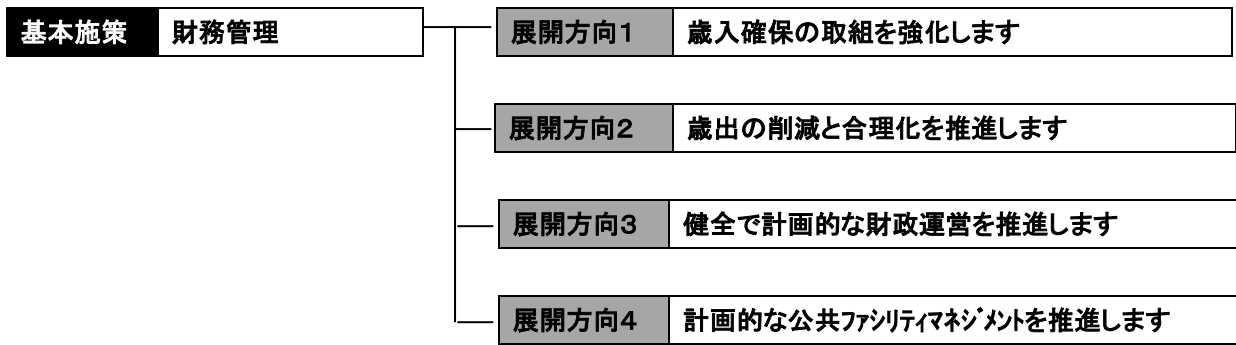 基本施策 財務管理
展開方向1 歳入確保の取組を強化します
展開方向2 歳出の削減と合理化を推進します
展開方向3 健全で計画的な財政運営を推進します
展開方向4 計画的な公共ﾌｧｼﾘﾃｨﾏﾈｼﾞﾒﾝﾄを推進します